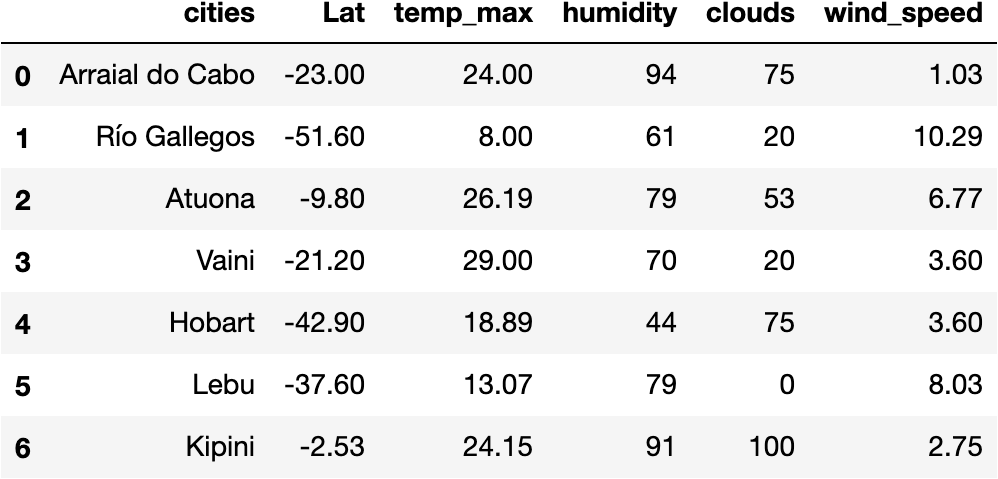 cities Lat temp_max humidity clouds wind_speed
0 Arraial do Cabo -23.00 24.00 94 75 1.03
1 Río Gallegos -51.60 8.00 61 20 10.29
2 Atuona -9.80 26.19 79 53 6.77
3 Vaini -21.20 29.00 70 20 3.60
4 Hobart -42.90 18.89 44 75 3.60
5 Lebu -37.60 13.07 79 0 8.03
6 Kipini -2.53 24.15 91 100 2.75